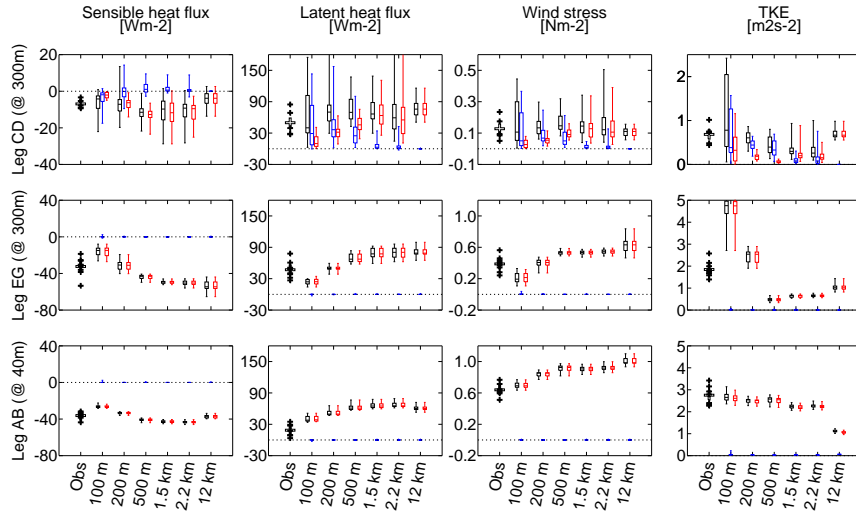 Sensible heat flux Latent heat flux Wind stress TKE
[Wm-2] [Wm-2] [Nm-2] [m2s-2]
Leg CD (@ 300m)
20 0 -20 -40
150 90 30 -30
0.5 0.3 0.1 -0.1
2 1 0
Leg EG (@ 300m)
40 0 -40 -80
150 90 30 -30
1.0 0.6 0.2 -0.2
5 4 3 2 1 0
Leg AB (@ 40m)
40 0 -40 -80
150 90 30 -30
1.0 0.6 0.2 -0.2
5 4 3 2 1 0
Obs 100 m 200 m 500 m 1.5 km 2.2 km 12 km
Obs 100 m 200 m 500 m 1.5 km 2.2 km 12 km
Obs 100 m 200 m 500 m 1.5 km 2.2 km 12 km
Obs 100 m 200 m 500 m 1.5 km 2.2 km 12 km